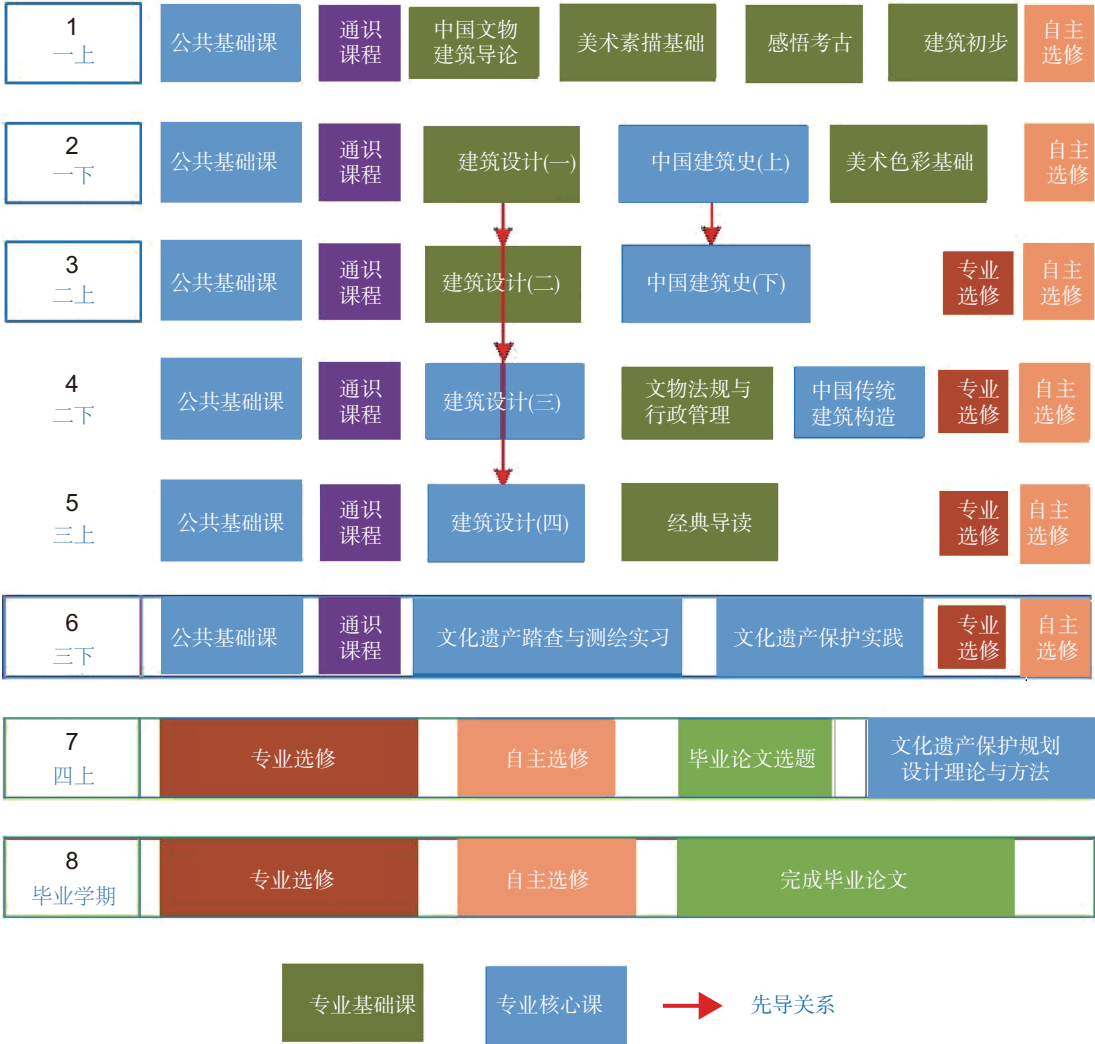 1
一上
公共基础课
通识
课程
中国文物
建筑导论
美术素描基础
感悟考古
建筑初步
自主
选修
2
一下
公共基础课
通识
课程
建筑设计(一)
中国建筑史(上)
美术色彩基础
自主
选修
3
二上
公共基础课
通识
课程
建筑设计(二)
中国建筑史(下)
专业
选修
自主
选修
4
二下
公共基础课
通识
课程
建筑设计(三)
文物法规与
行政管理
中国传统
建筑构造
专业
选修
自主
选修
5
三上
公共基础课
通识
课程
建筑设计(四)
经典导读
专业
选修
自主
选修
6
三下
公共基础课
通识
课程
文化遗产踏查与测绘实习
文化遗产保护实践
专业
选修
自主
选修
7
四上
专业选修
自主选修
毕业论文选题
文化遗产保护规划
设计理论与方法
8
毕业学期
专业选修
自主选修
完成毕业论文
专业基础课
专业核心课
先导关系